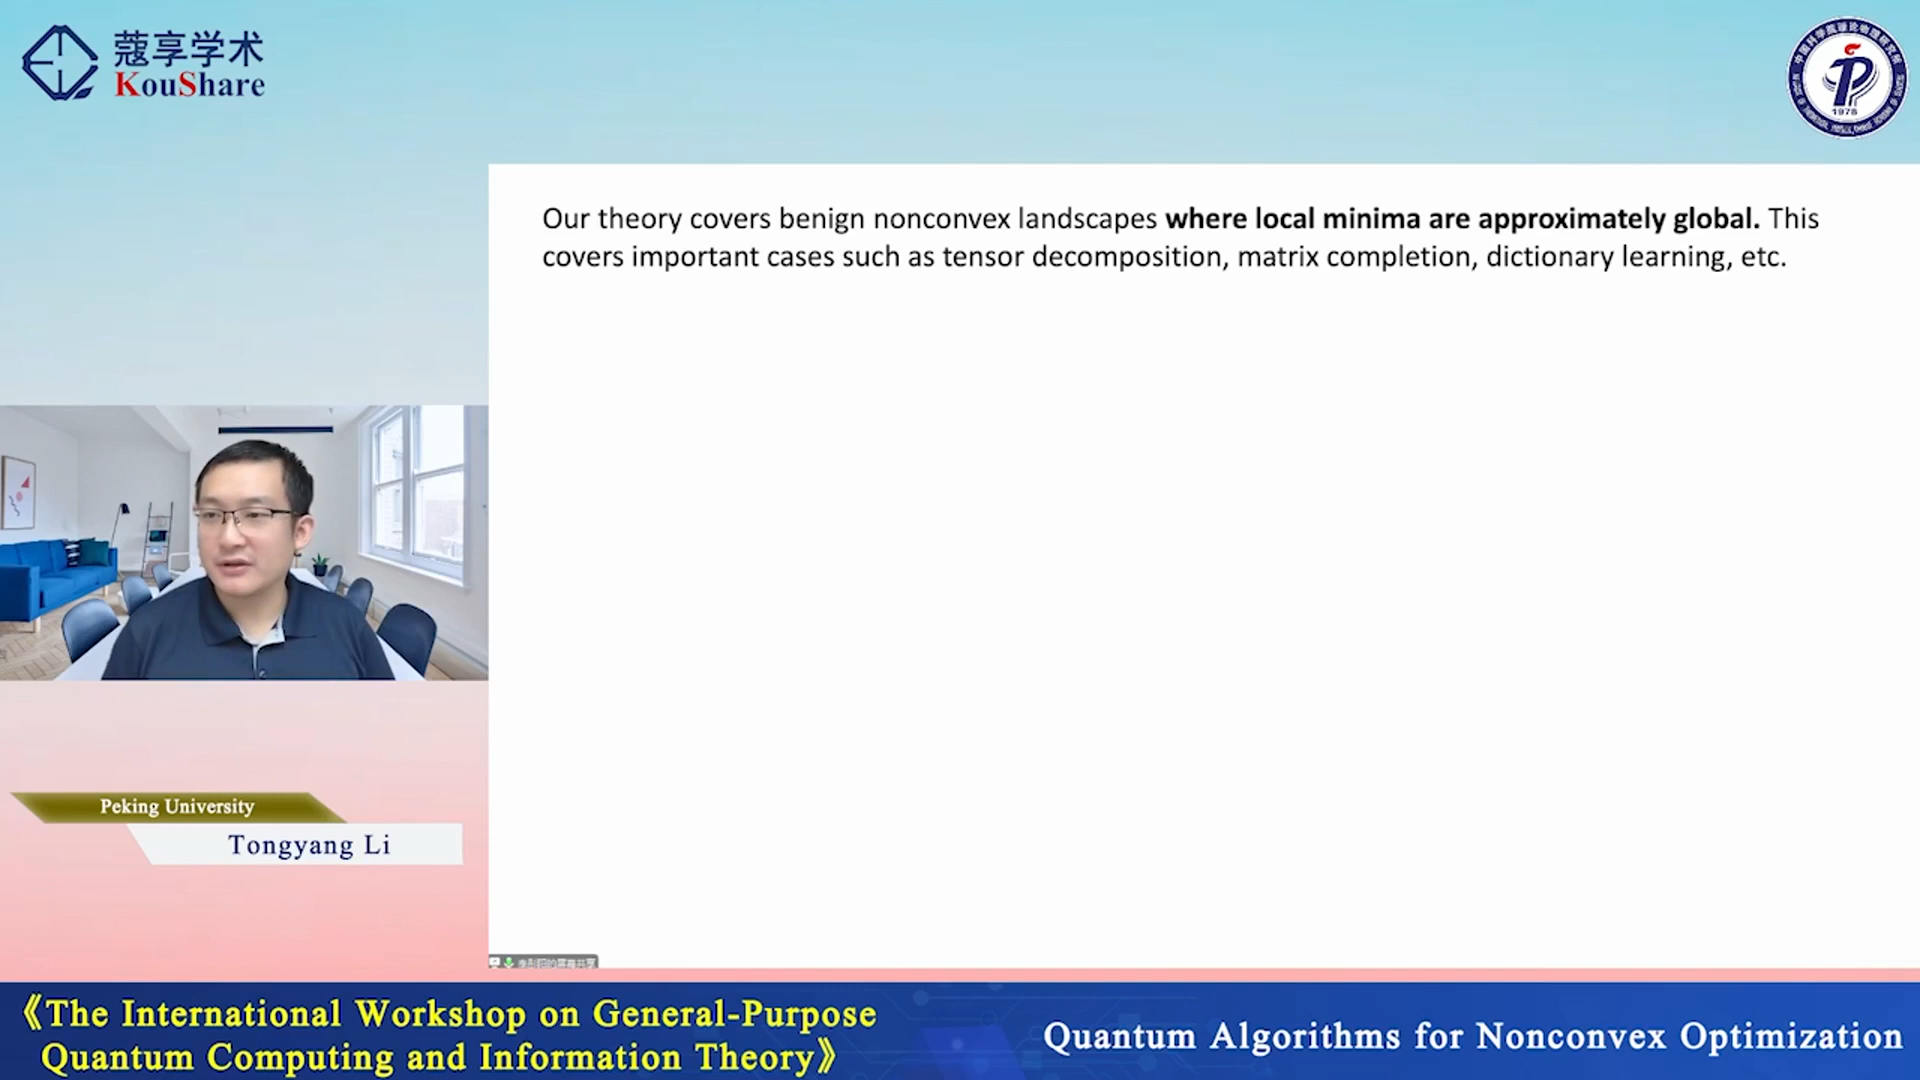 蔻享学术
KouShare
1978
Our theory covers benign nonconvex landscapes where local minima are approximately global. This
covers important cases such as tensor decomposition, matrix completion, dictionary learning, etc.
Peking University
Tongyang Li
《The International Workshop on General-Purpose
Quantum Computing and Information Theory》
Quantum Algorithms for Nonconvex Optimization